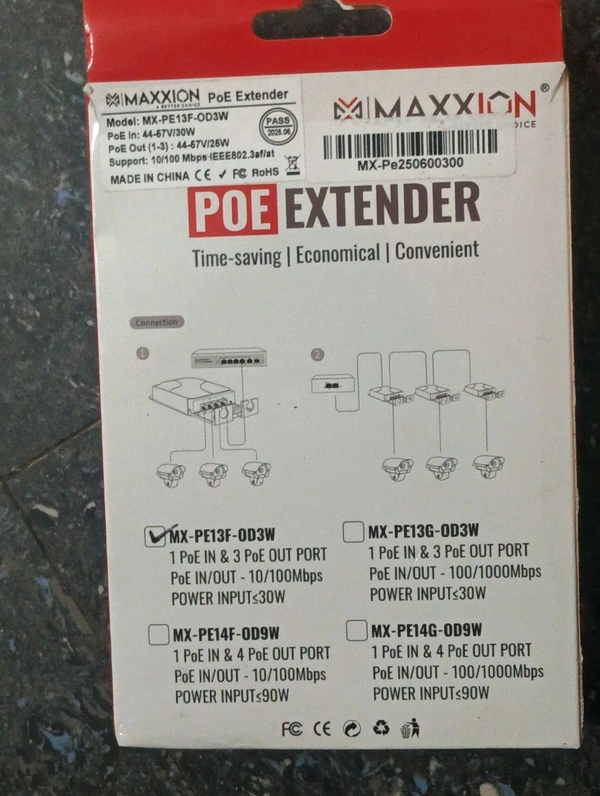 MAXXION PoE Extender
A BETTER CHOICE
Model: MX-PE13F-OD3W
PoE In: 44-57V/30W
PoE Out (1-3) : 44-57V/25W
Support: 10/100 Mbps IEEE802.3af/at
MADE IN CHINA CE FC RoHS
PASS
2025.06
MAXXION®
OICE
MX-Pe250600300
POE EXTENDER
Time-saving | Economical | Convenient
Connection
1
2
MX-PE13F-OD3W
1 PoE IN & 3 PoE OUT PORT
PoE IN/OUT - 10/100Mbps
POWER INPUT≤30W
MX-PE13G-OD3W
1 PoE IN & 3 PoE OUT PORT
PoE IN/OUT - 100/1000Mbps
POWER INPUT≤30W
MX-PE14F-OD9W
1 PoE IN & 4 PoE OUT PORT
PoE IN/OUT - 10/100Mbps
POWER INPUT≤90W
MX-PE14G-OD9W
1 PoE IN & 4 PoE OUT PORT
PoE IN/OUT - 100/1000Mbps
POWER INPUT≤90W
FC CE